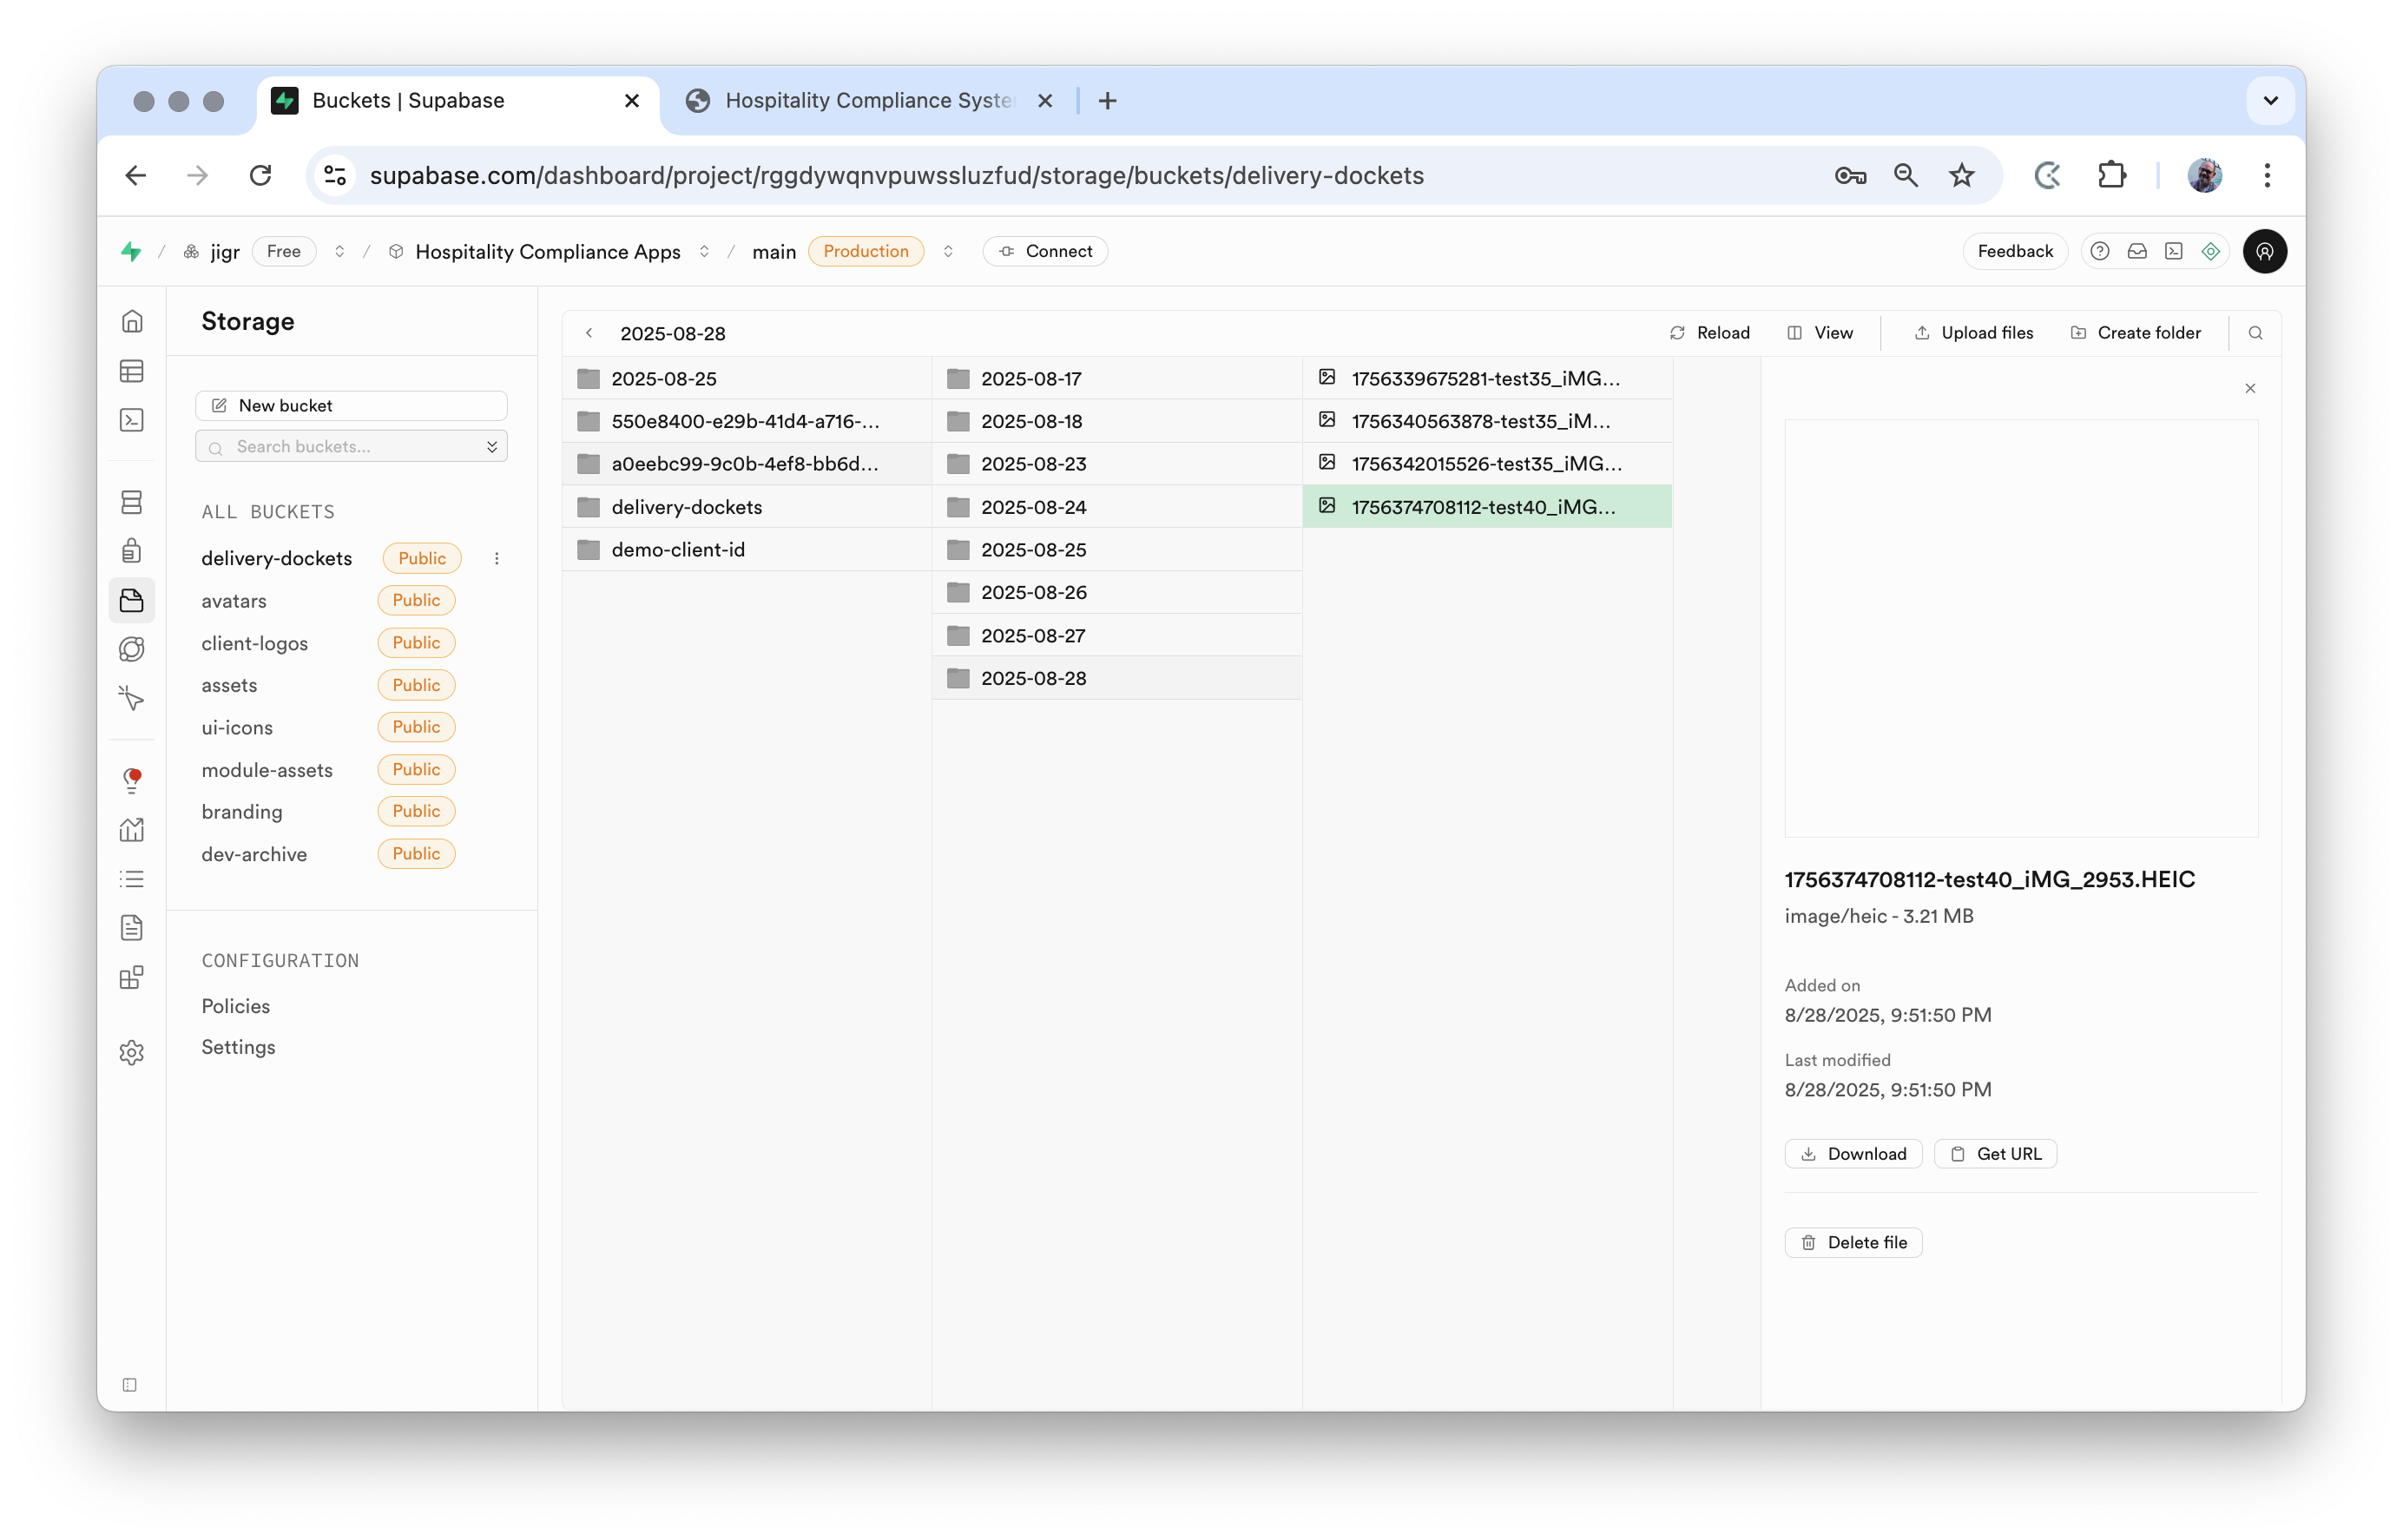 Buckets | Supabase
Hospitality Compliance Syste
supabase.com/dashboard/project/rggdywqnvpuwssluzfud/storage/buckets/delivery-dockets
/ jigr Free / Hospitality Compliance Apps / main Production Connect
Feedback
Storage
New bucket
Search buckets...
ALL BUCKETS
delivery-dockets Public
avatars Public
client-logos Public
assets Public
ui-icons Public
module-assets Public
branding Public
dev-archive Public
CONFIGURATION
Policies
Settings
2025-08-28
Reload View Upload files Create folder
2025-08-25
550e8400-e29b-41d4-a716-...
a0eebc99-9c0b-4ef8-bb6d...
delivery-dockets
demo-client-id
2025-08-17
2025-08-18
2025-08-23
2025-08-24
2025-08-25
2025-08-26
2025-08-27
2025-08-28
1756339675281-test35_iMG...
1756340563878-test35_iM...
1756342015526-test35_iMG...
1756374708112-test40_iMG...
1756374708112-test40_iMG_2953.HEIC
image/heic - 3.21 MB
Added on
8/28/2025, 9:51:50 PM
Last modified
8/28/2025, 9:51:50 PM
Download Get URL
Delete file